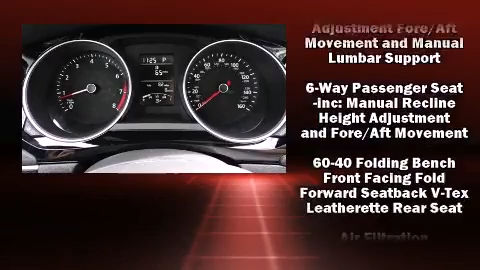 Adjustment Fore/Aft
Movement and Manual
Lumbar Support
6-Way Passenger Seat
-inc: Manual Recline
Height Adjustment
and Fore/Aft Movement
60-40 Folding Bench
Front Facing Fold
Forward Seatback V-Tex
Leatherette Rear Seat
Air Filtration